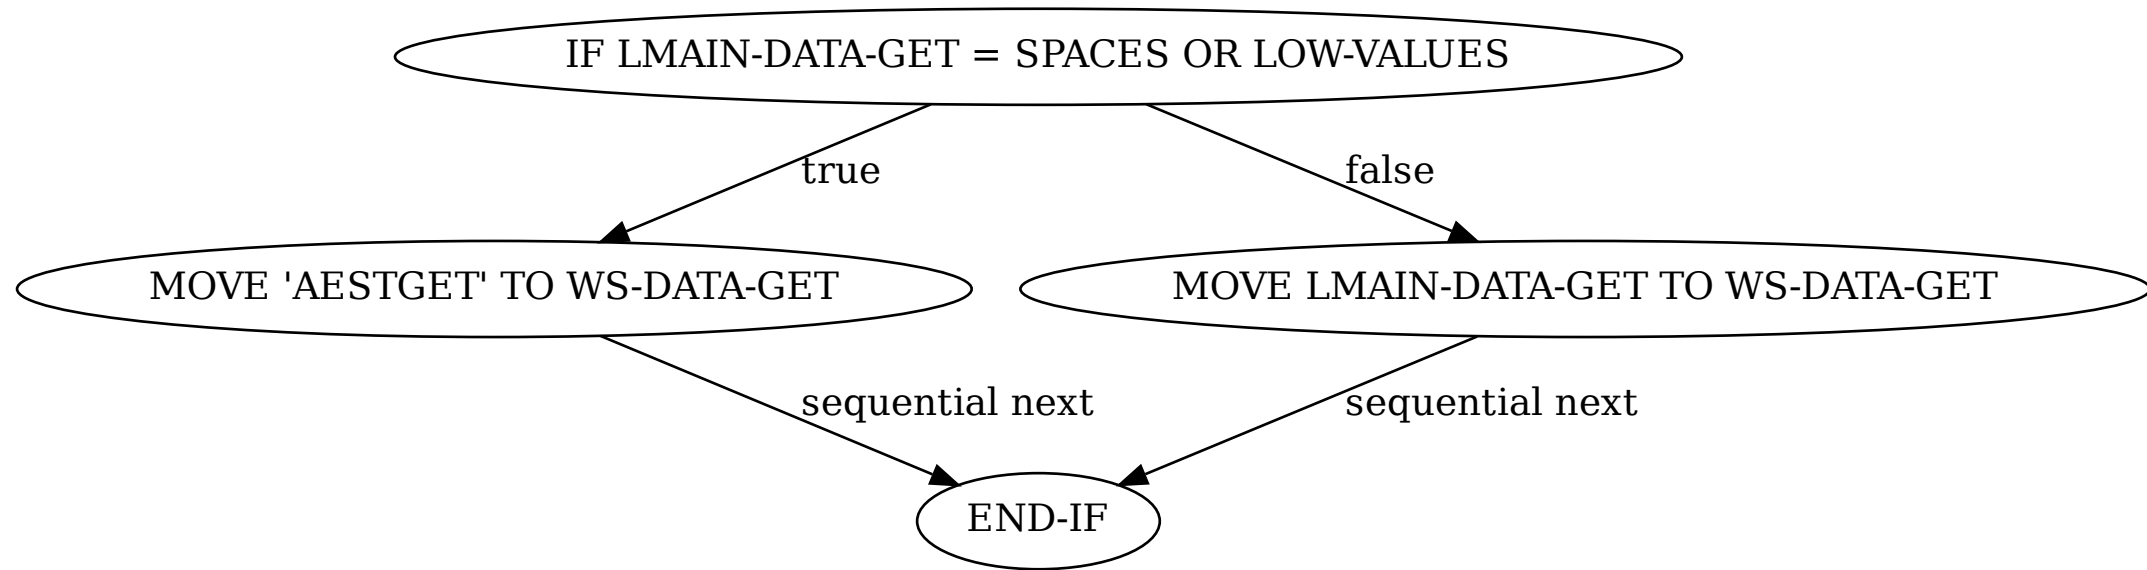 IF LMAIN-DATA-GET = SPACES OR LOW-VALUES
true
false
MOVE 'AESTGET' TO WS-DATA-GET
MOVE LMAIN-DATA-GET TO WS-DATA-GET
sequential next
sequential next
END-IF